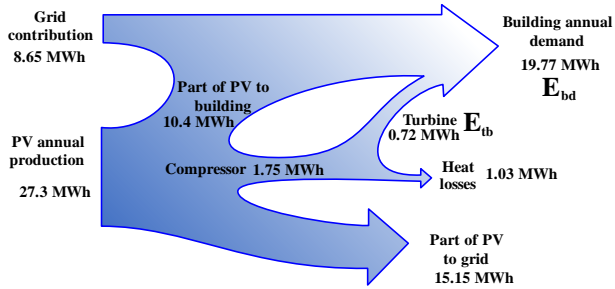 Grid
contribution
8.65 MWh
Building annual
demand
19.77 MWh
E_bd
Part of PV to
building
10.4 MWh
Turbine
0.72 MWh
E_tb
PV annual
production
27.3 MWh
Compressor 1.75 MWh
Heat
losses
1.03 MWh
Part of PV
to grid
15.15 MWh